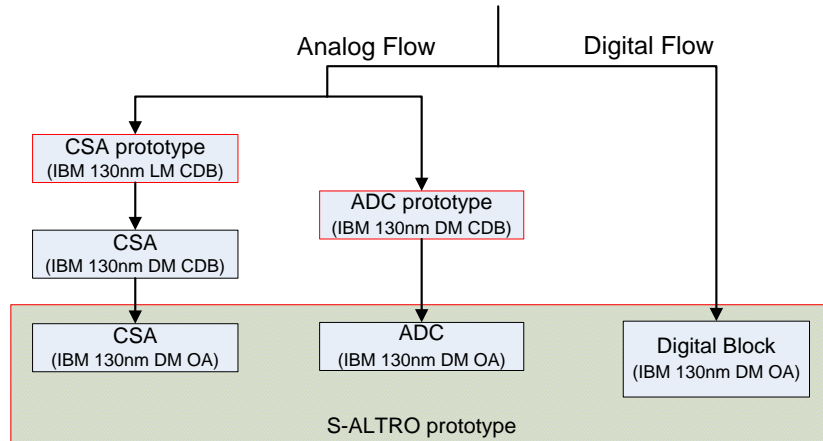 Analog Flow
Digital Flow
CSA prototype
(IBM 130nm LM CDB)
ADC prototype
(IBM 130nm DM CDB)
CSA
(IBM 130nm DM CDB)
CSA
(IBM 130nm DM OA)
ADC
(IBM 130nm DM OA)
Digital Block
(IBM 130nm DM OA)
S-ALTRO prototype